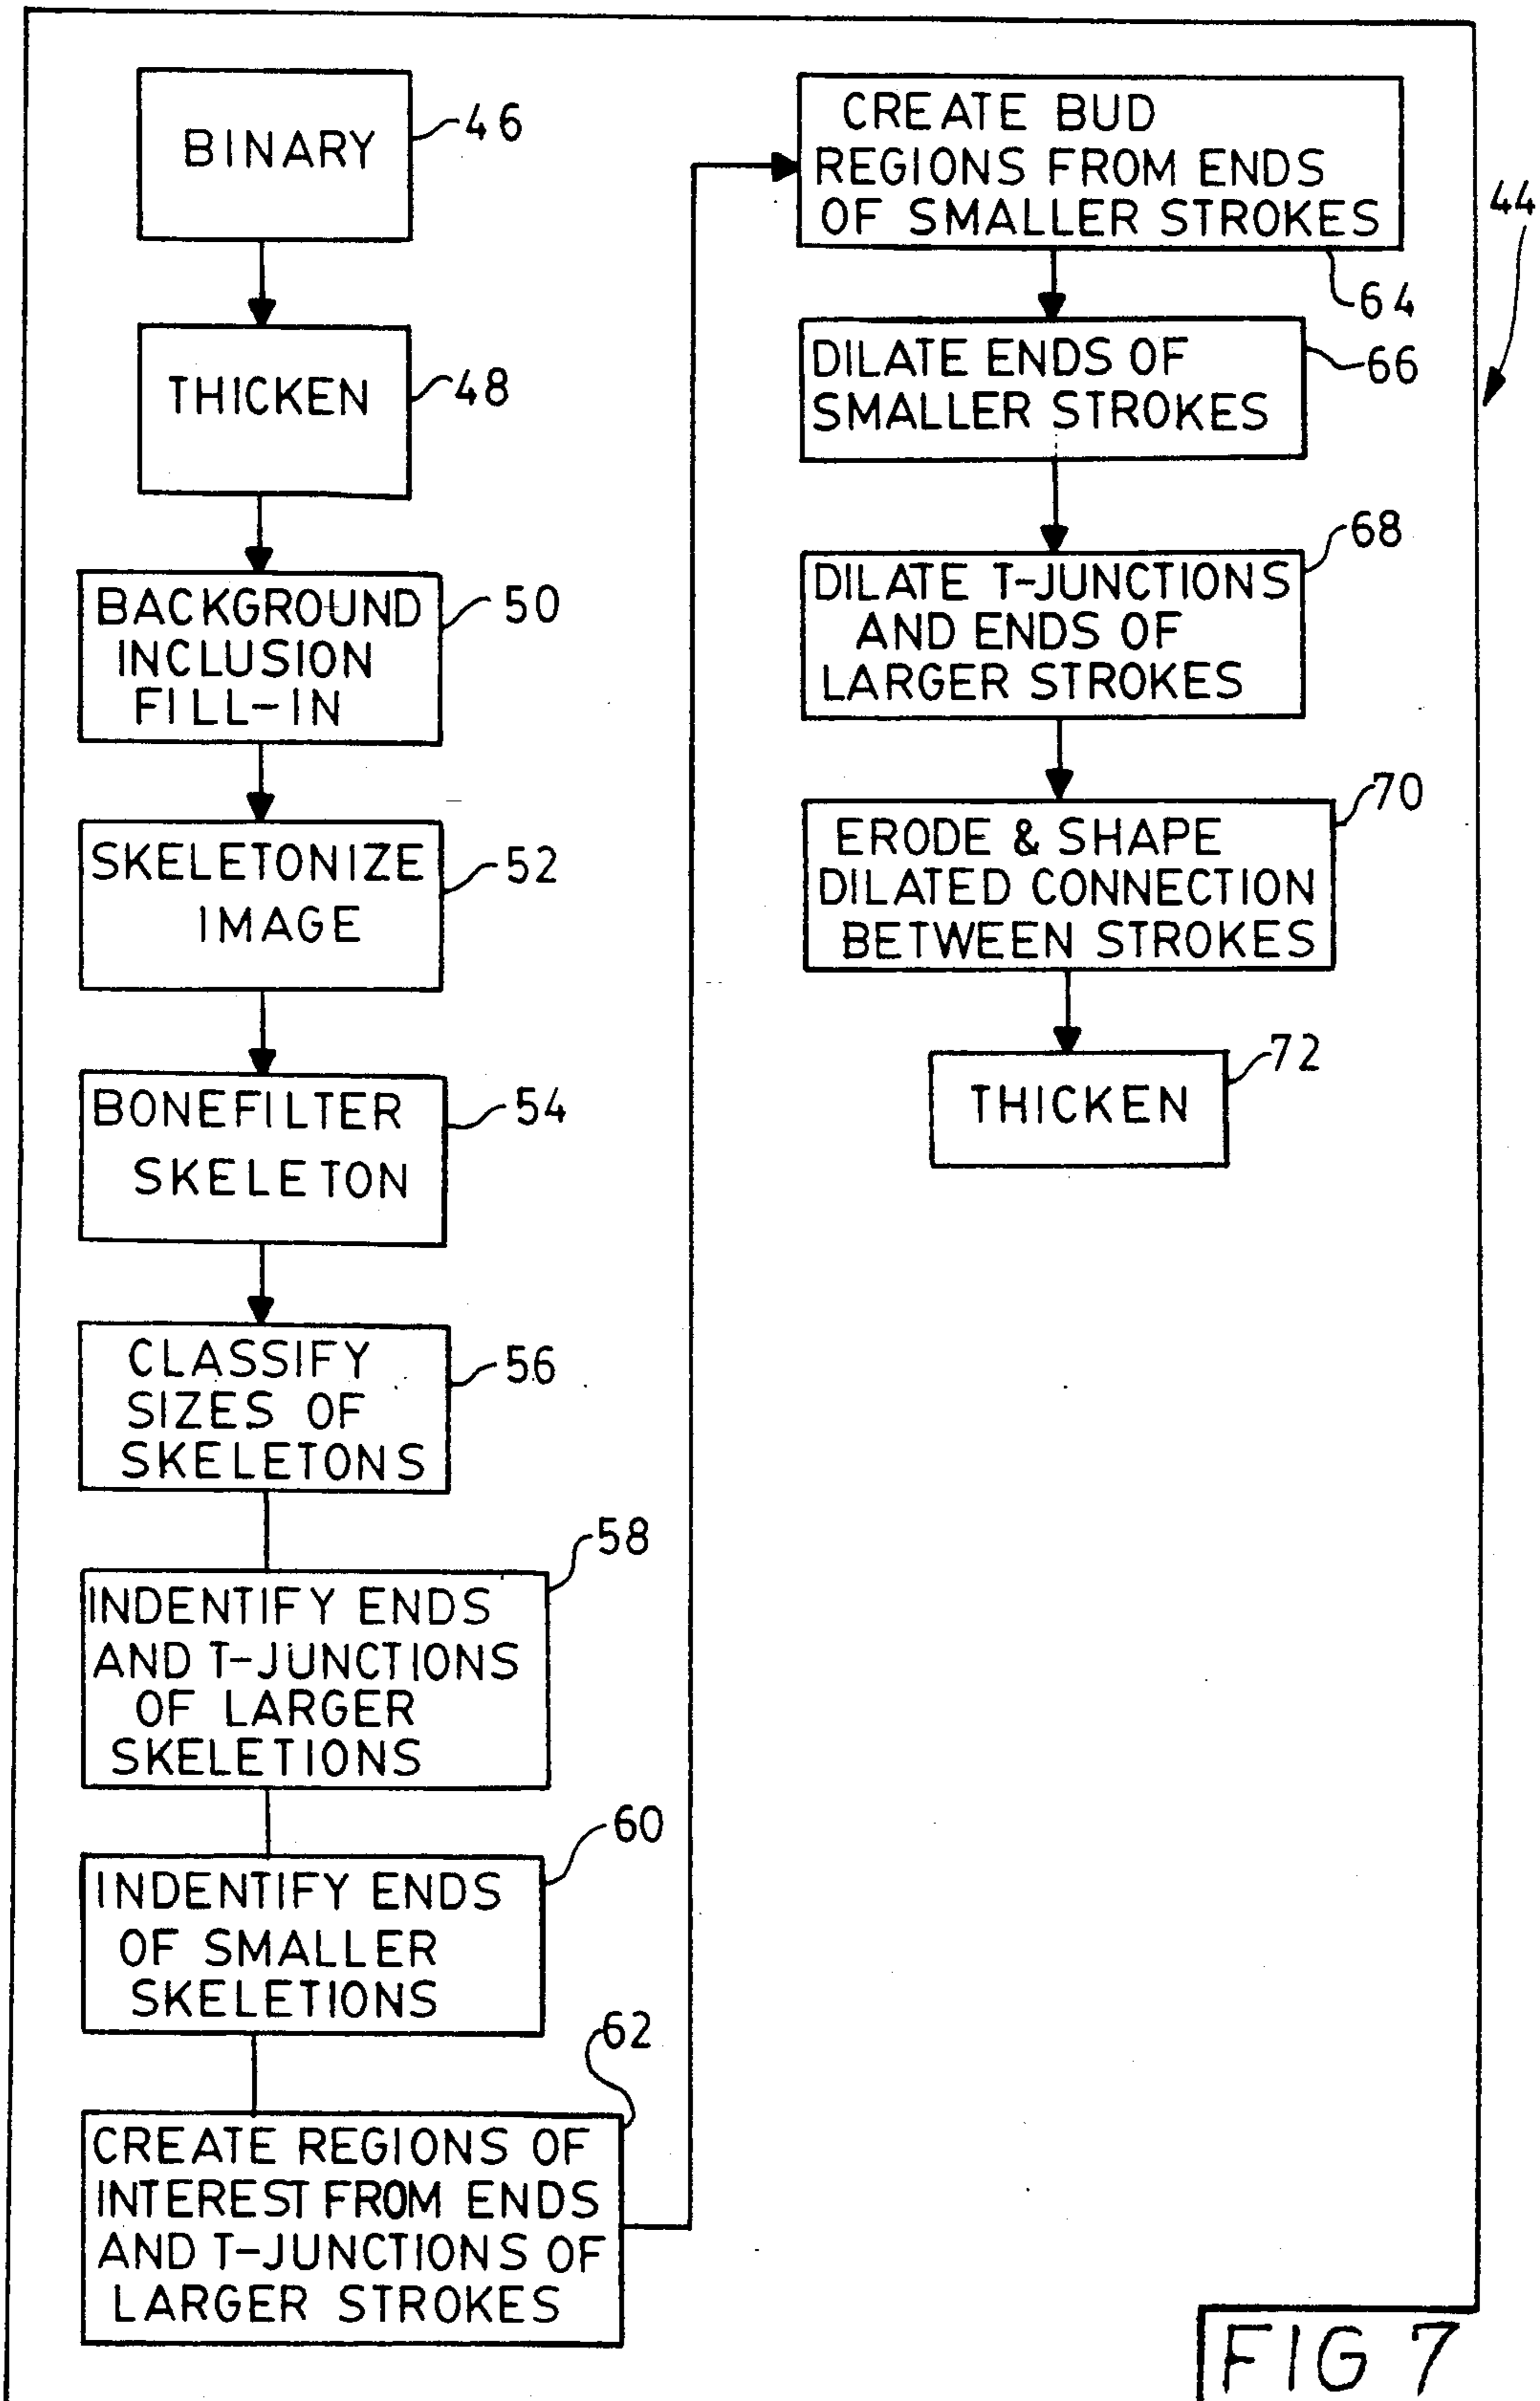 BINARY
46
THICKEN
48
BACKGROUND
INCLUSION
FILL-IN
50
SKELETONIZE
IMAGE
52
BONEFILTER
SKELETON
54
CLASSIFY
SIZES OF
SKELETONS
56
58
INDENTIFY ENDS
AND T-JUNCTIONS
OF LARGER
SKELETIONS
60
INDENTIFY ENDS
OF SMALLER
SKELETIONS
62
CREATE REGIONS OF
INTEREST FROM ENDS
AND T-JUNCTIONS OF
LARGER STROKES
CREATE BUD
REGIONS FROM ENDS
OF SMALLER STROKES
64
44
DILATE ENDS OF
SMALLER STROKES
66
68
DILATE T-JUNCTIONS
AND ENDS OF
LARGER STROKES
70
ERODE & SHAPE
DILATED CONNECTION
BETWEEN STROKES
72
THICKEN
FIG 7